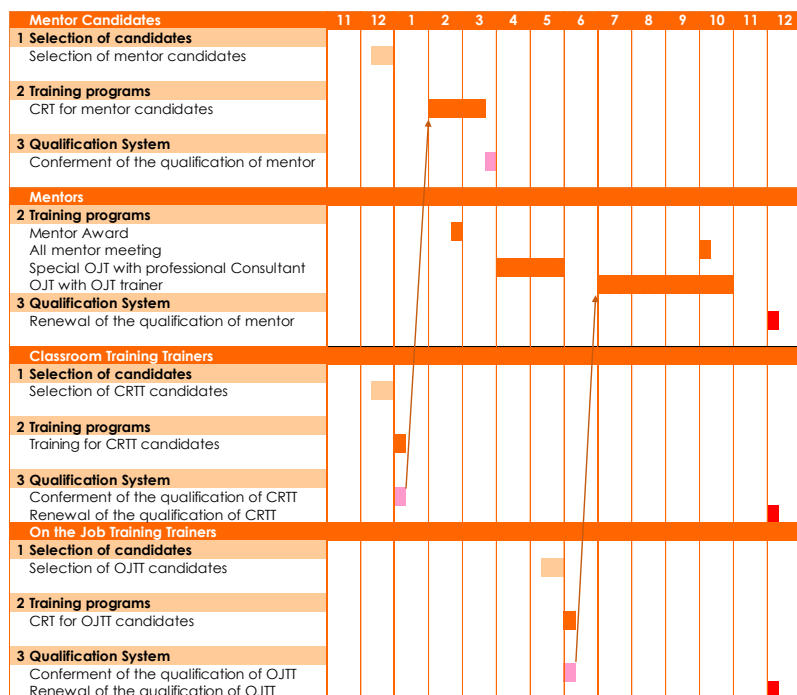 Mentor Candidates 11 12 1 2 3 4 5 6 7 8 9 10 11 12
1 Selection of candidates
Selection of mentor candidates
2 Training programs
CRT for mentor candidates
3 Qualification System
Conferment of the qualification of mentor
Mentors
2 Training programs
Mentor Award
All mentor meeting
Special OJT with professional Consultant
OJT with OJT trainer
3 Qualification System
Renewal of the qualification of mentor
Classroom Training Trainers
1 Selection of candidates
Selection of CRTT candidates
2 Training programs
Training for CRTT candidates
3 Qualification System
Conferment of the qualification of CRTT
Renewal of the qualification of CRTT
On the Job Training Trainers
1 Selection of candidates
Selection of OJTT candidates
2 Training programs
CRT for OJTT candidates
3 Qualification System
Conferment of the qualification of OJTT
Renewal of the qualification of OJTT